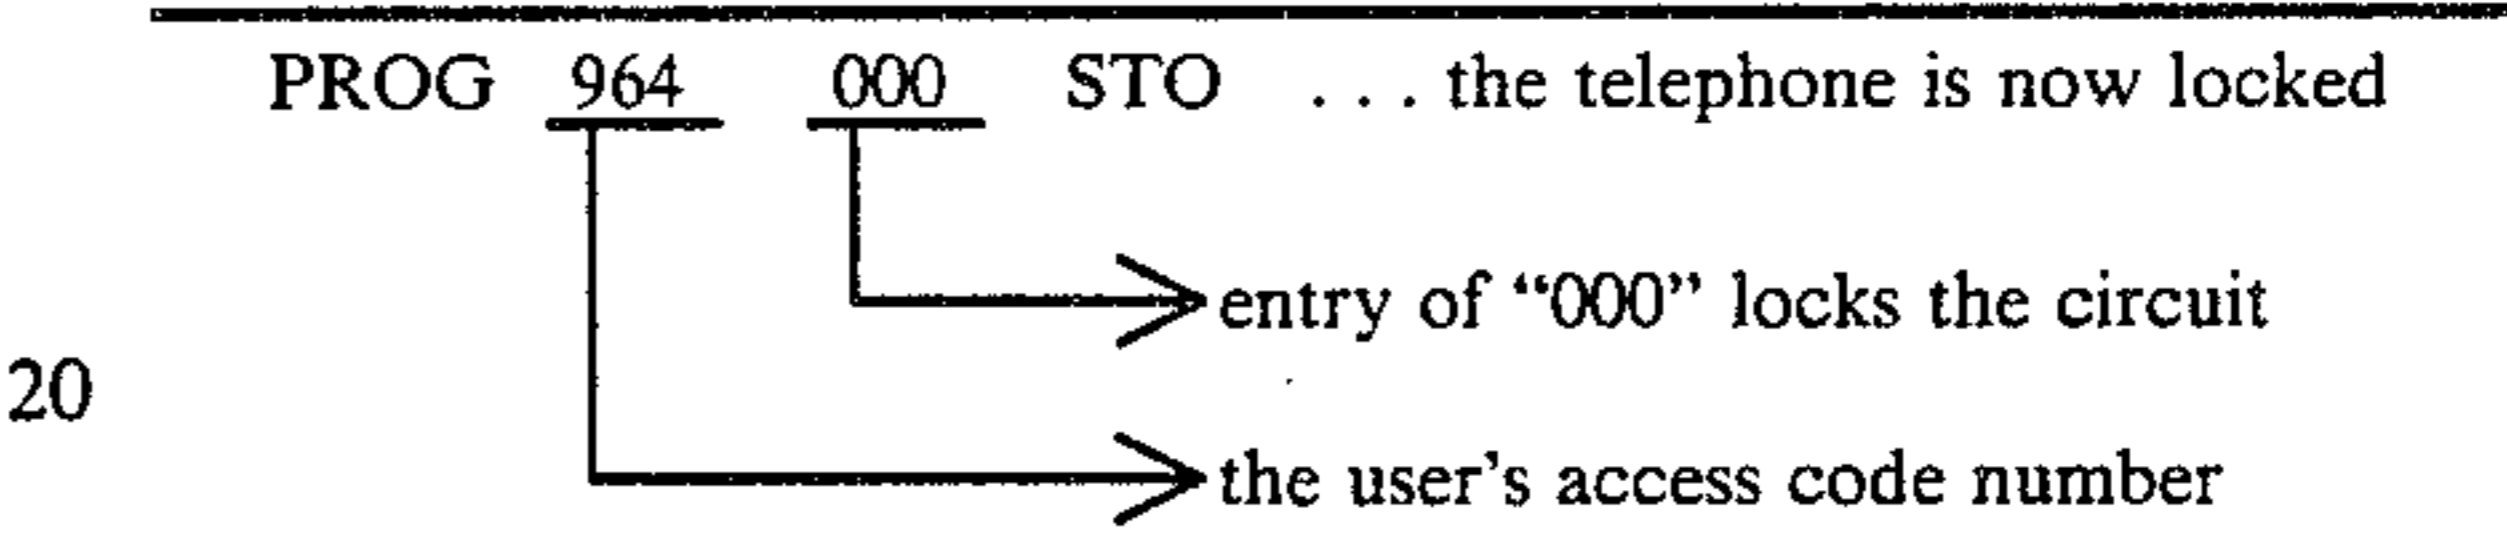 PROG 964 000 STO . . . the telephone is now locked
entry of “000” locks the circuit
20
the user’s access code number